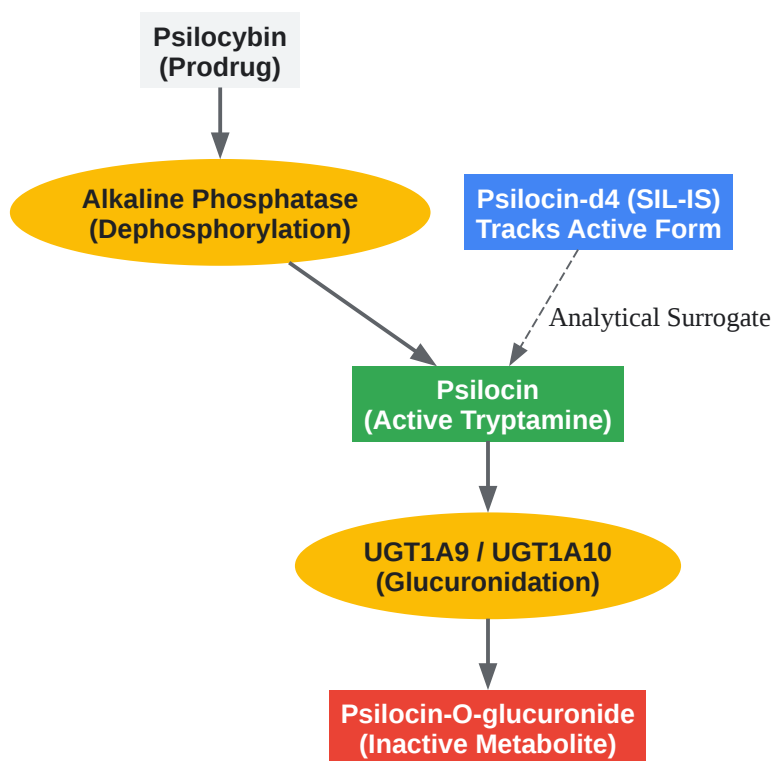 Psilocybin
(Prodrug)
Alkaline Phosphatase
(Dephosphorylation)
Psilocin-d4 (SIL-IS)
Tracks Active Form
Analytical Surrogate
Psilocin
(Active Tryptamine)
UGT1A9 / UGT1A10
(Glucuronidation)
Psilocin-O-glucuronide
(Inactive Metabolite)